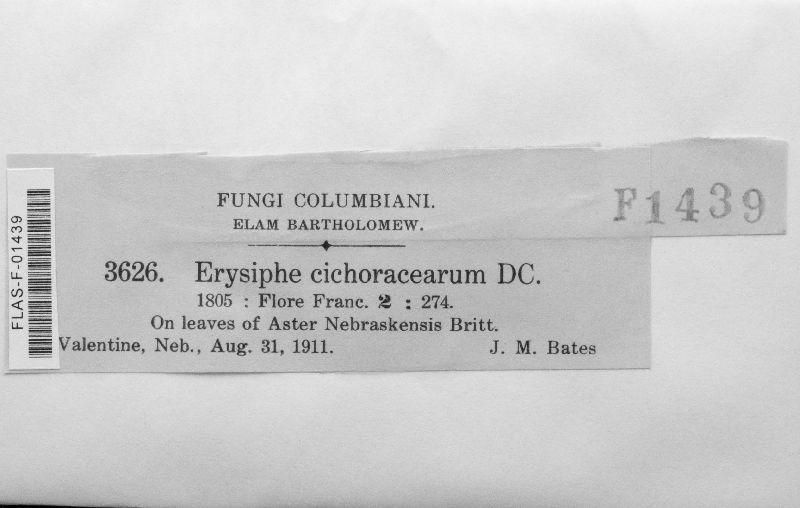 FUNGI COLUMBIANI.
ELAM BARTHOLOMEW.
F1439
3626. Erysiphe cichoracearum DC.
1805 : Flore Franc. 2 : 274.
On leaves of Aster Nebraskensis Britt.
Valentine, Neb., Aug. 31, 1911. J. M. Bates
FLAS-F-01439